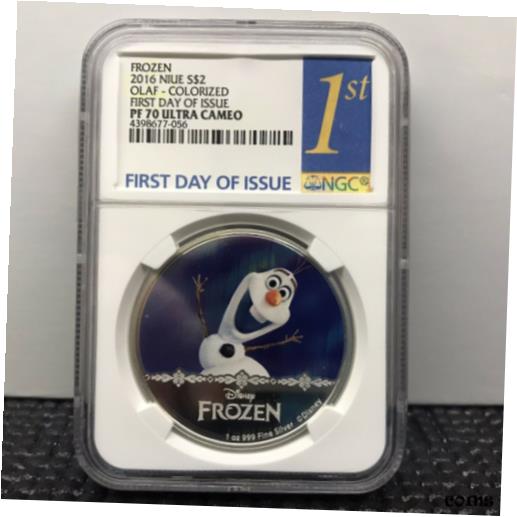 FROZEN
2016 NIUE S$2
OLAF - COLORIZED
FIRST DAY OF ISSUE
PF 70 ULTRA CAMEO
4398677-056
1st
FIRST DAY OF ISSUE
NGC®
Disney
FROZEN
1 oz 999 Fine Silver ©Disney